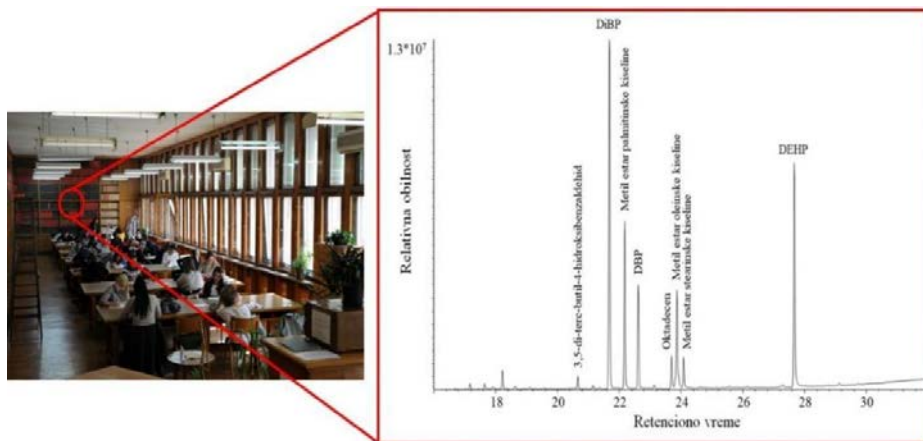 DiBP
1.3*10⁷
Metil estar palmitinske kiseline
Metil estar oleinske kiseline
DEHP
Relativna obilnost
3,5-di-terc-butil-4-hidroksibenzaldehid
DBP
Oktadecen
Metil estar stearinske kiseline
18 20 22 24 26 28 30
Retenciono vreme